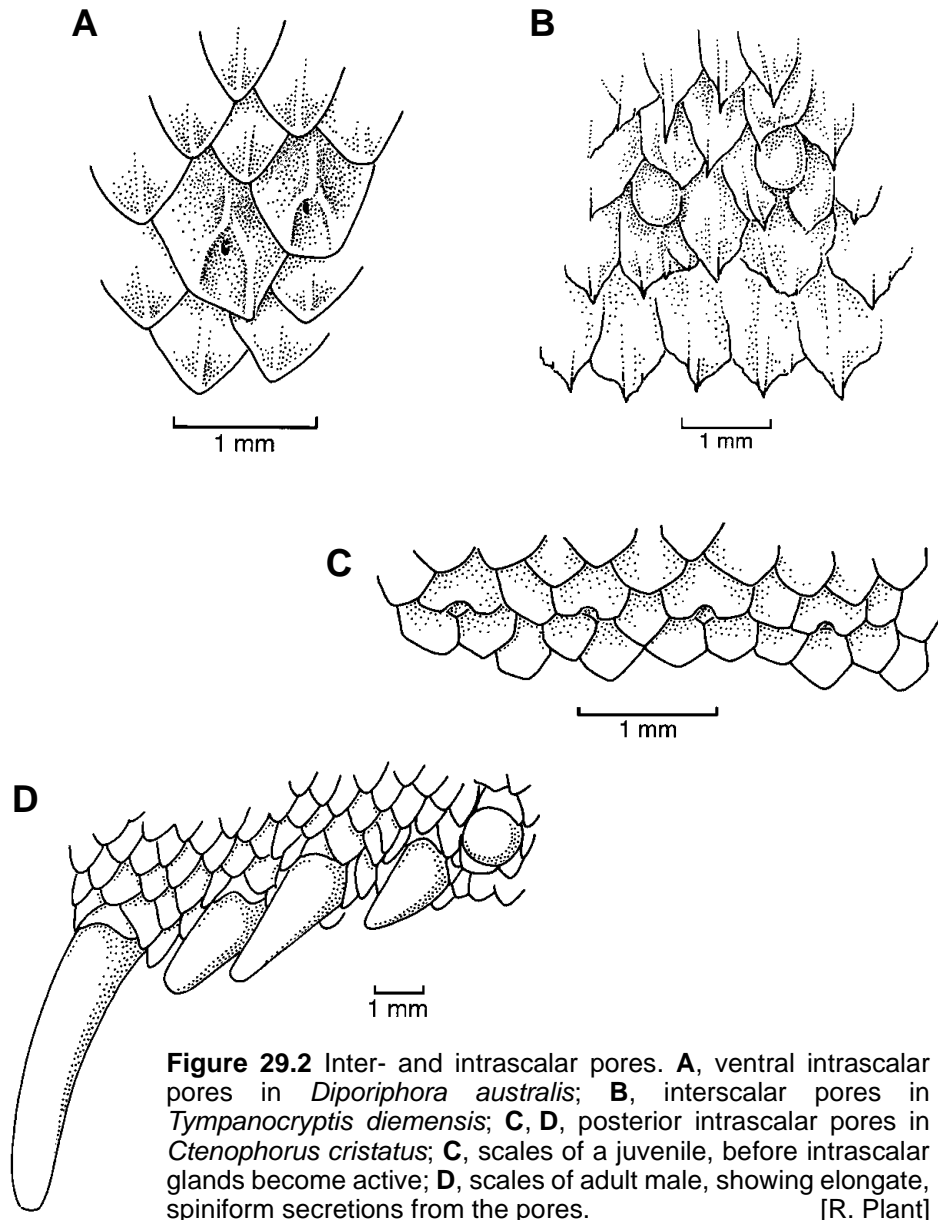 A
B
1 mm
1 mm
C
1 mm
D
1 mm
Figure 29.2 Inter- and intrascalar pores. A, ventral intrascalar
pores in Diporiphora australis; B, interscalar pores in
Tympanocryptis diemensis; C, D, posterior intrascalar pores in
Ctenophorus cristatus; C, scales of a juvenile, before intrascalar
glands become active; D, scales of adult male, showing elongate,
spiniform secretions from the pores. [R. Plant]